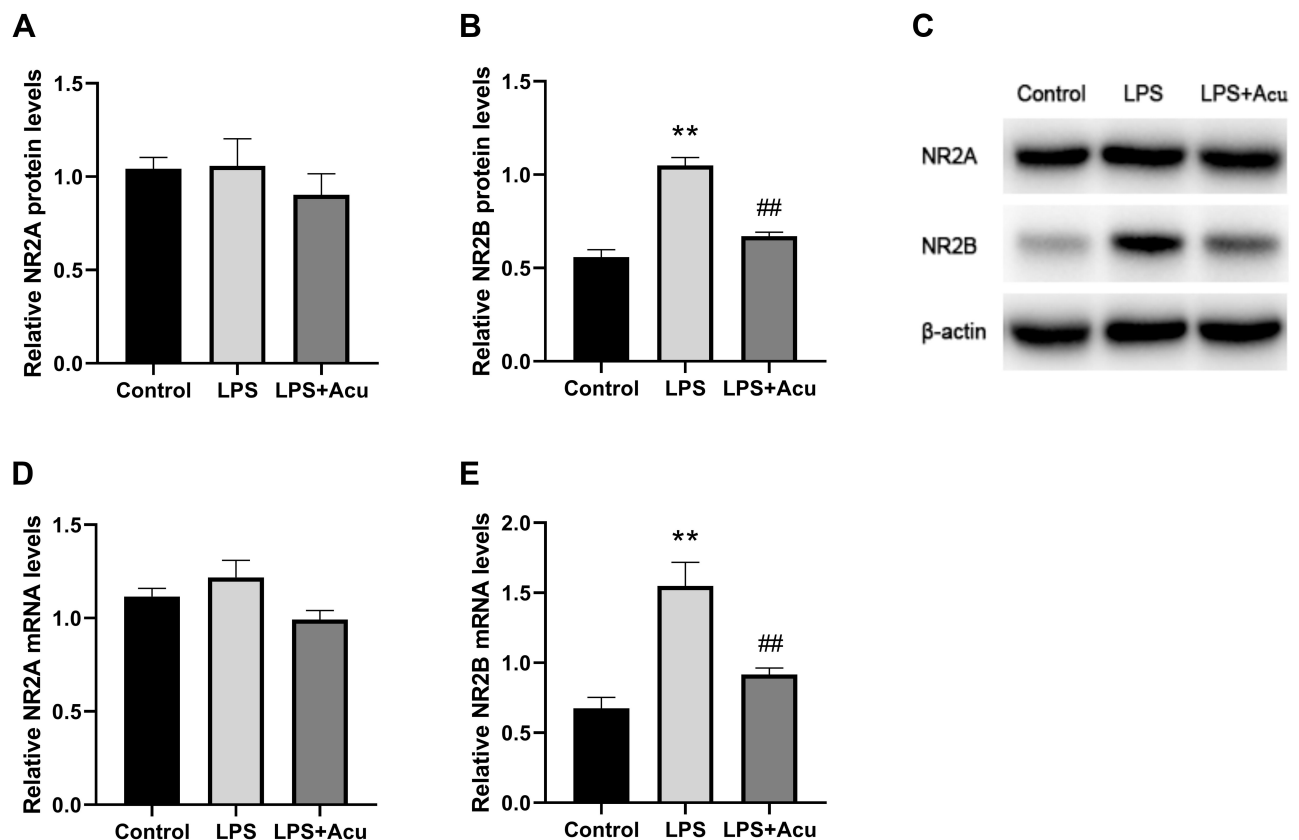 A
Relative NR2A protein levels
1.5
1.0
0.5
0.0
Control LPS LPS+Acu
B
Relative NR2B protein levels
1.5
1.0
0.5
0.0
**
##
Control LPS LPS+Acu
C
Control LPS LPS+Acu
NR2A
NR2B
β-actin
D
Relative NR2A mRNA levels
1.5
1.0
0.5
0.0
Control LPS LPS+Acu
E
Relative NR2B mRNA levels
2.0
1.5
1.0
0.5
0.0
**
##
Control LPS LPS+Acu